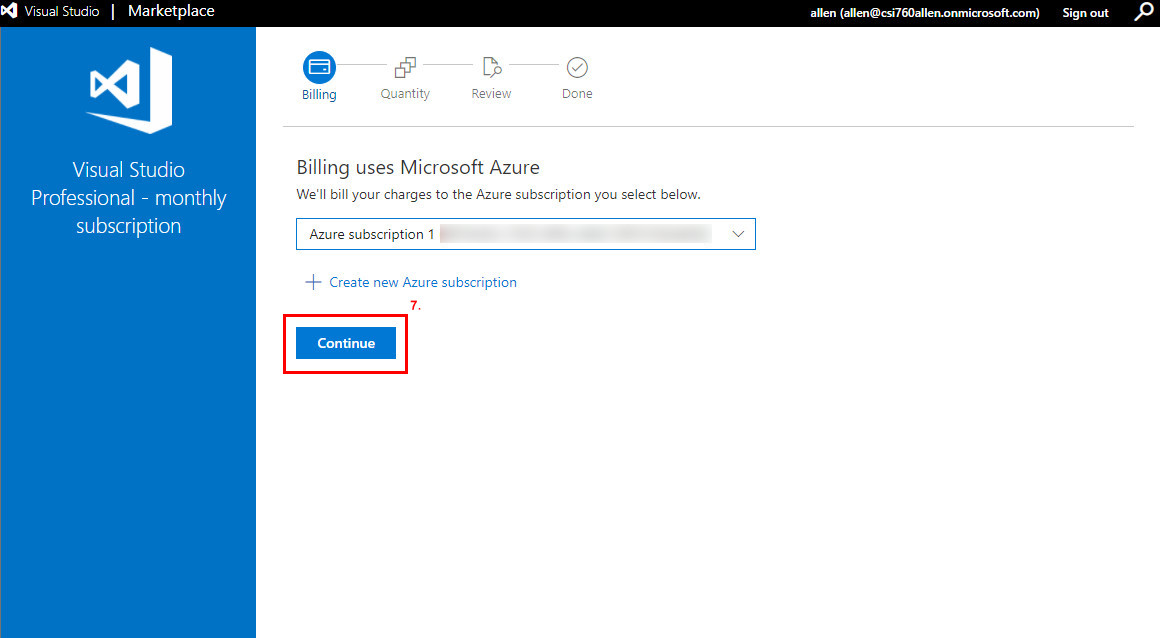 Visual Studio | Marketplace
allen (allen@csi760allen.onmicrosoft.com) Sign out
Visual Studio
Professional - monthly
subscription
Billing Quantity Review Done
Billing uses Microsoft Azure
We'll bill your charges to the Azure subscription you select below.
Azure subscription 1
Create new Azure subscription
7.
Continue